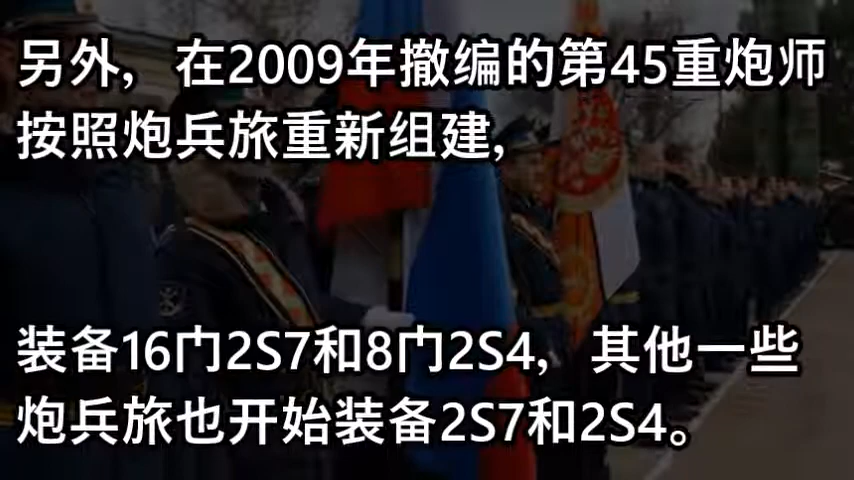 另外，在2009年撤编的第45重炮师
按照炮兵旅重新组建，
装备16门2S7和8门2S4，其他一些
炮兵旅也开始装备2S7和2S4。